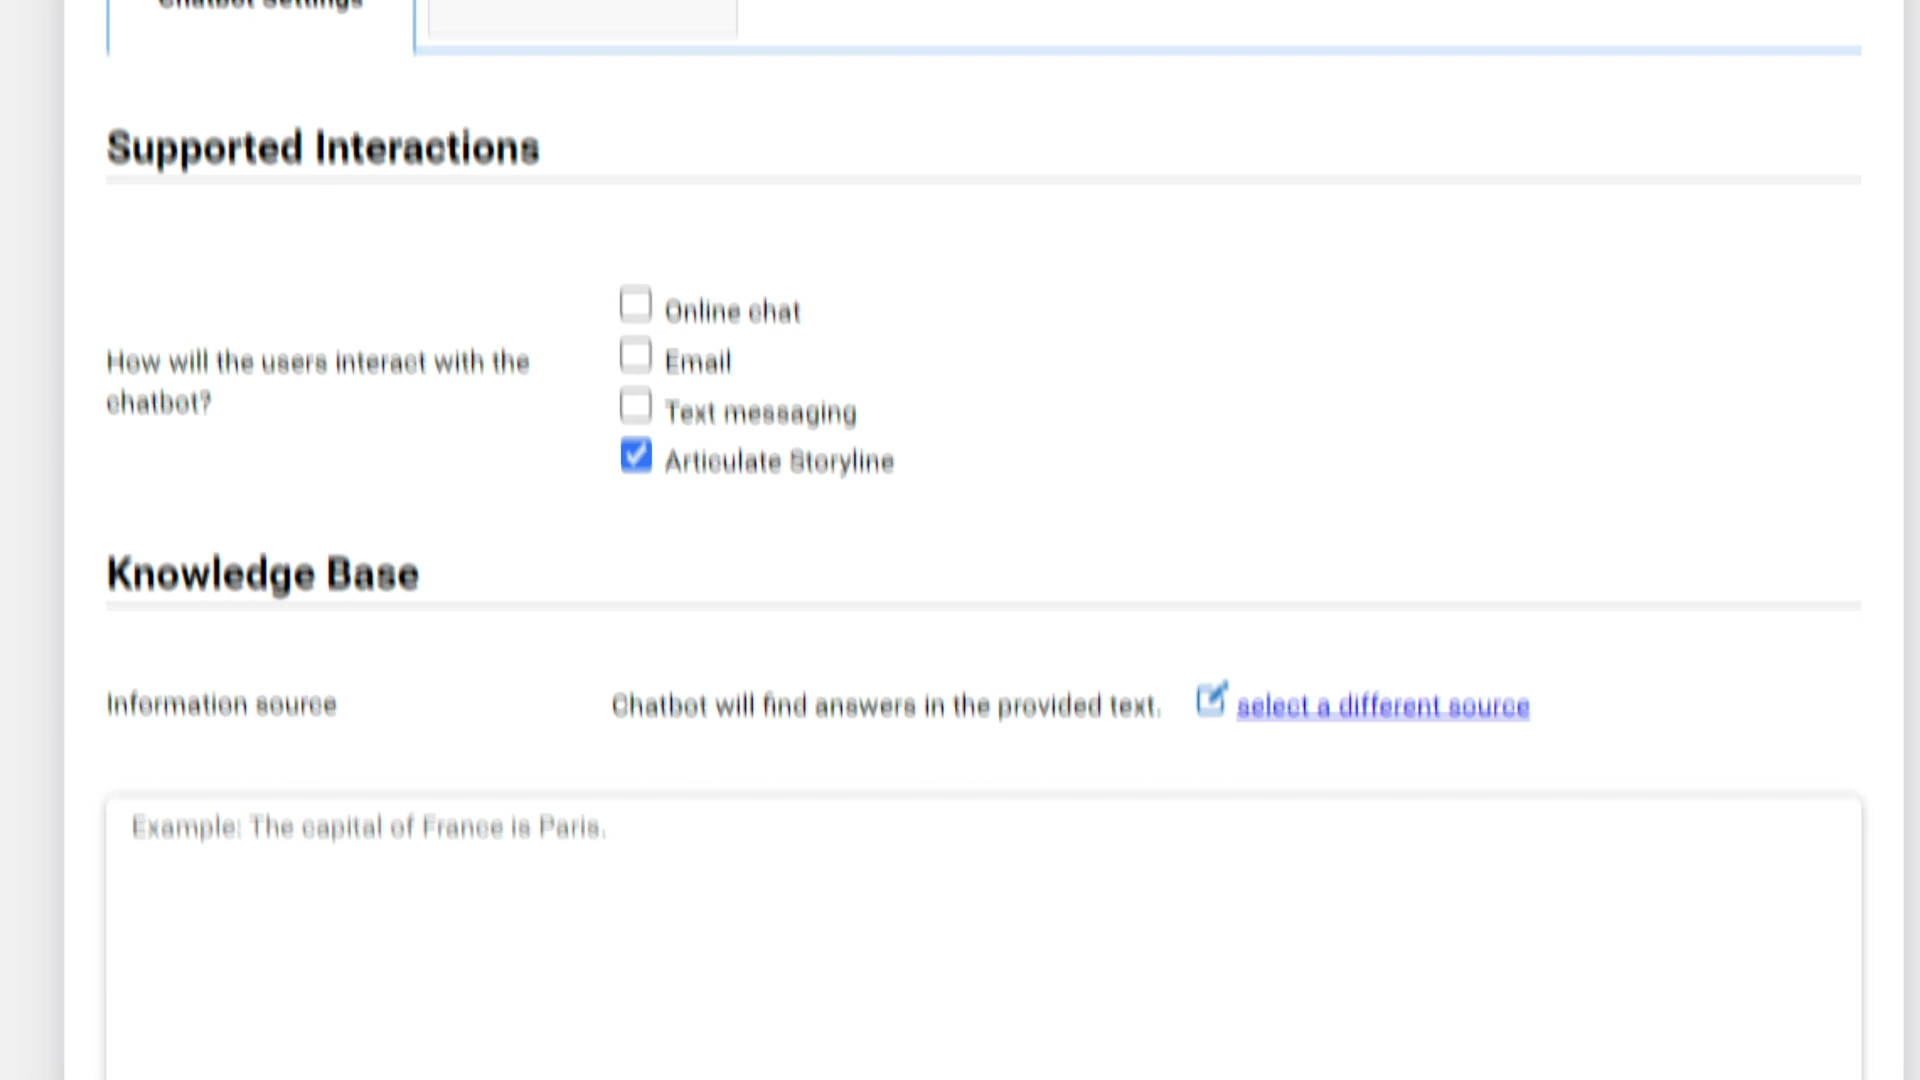 Chatbot Settings
Supported Interactions
Online chat
How will the users interact with the
chatbot?
Email
Text messaging
Articulate Storyline
Knowledge Base
Information source
Chatbot will find answers in the provided text.
select a different source
Example: The capital of France is Paris.